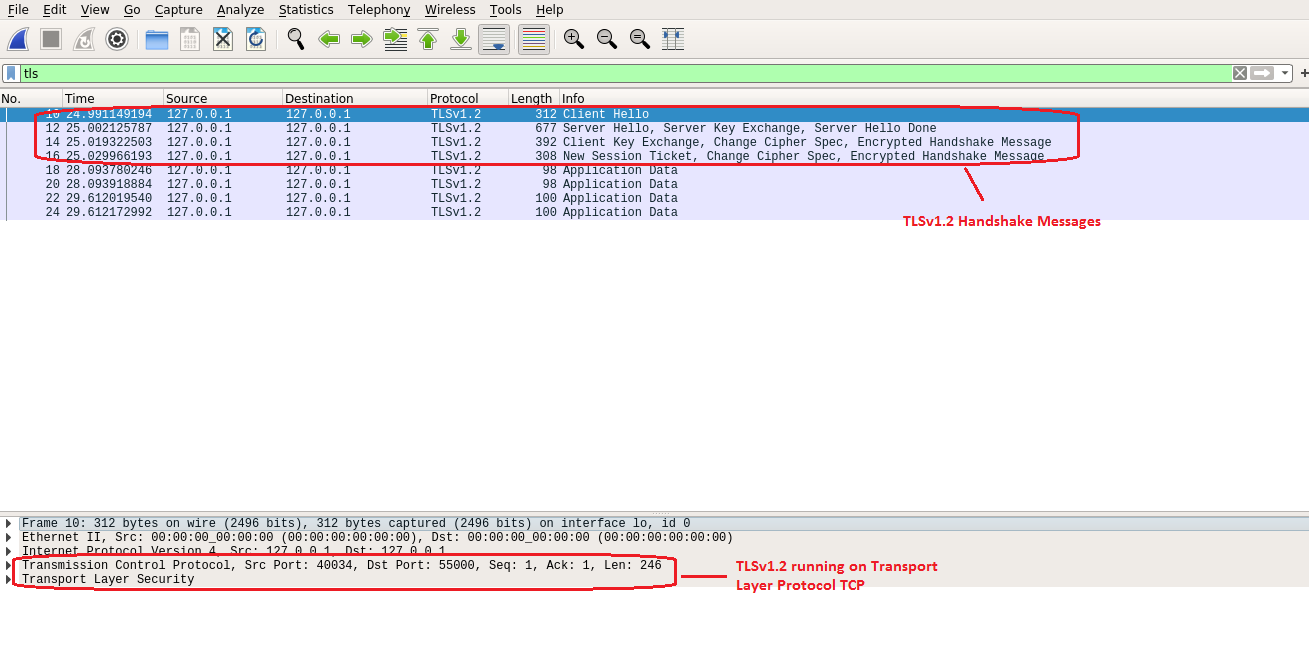 File Edit View Go Capture Analyze Statistics Telephony Wireless Tools Help
tls
No. Time Source Destination Protocol Length Info
10 24.991149194 127.0.0.1 127.0.0.1 TLSv1.2 312 Client Hello
12 25.002125787 127.0.0.1 127.0.0.1 TLSv1.2 677 Server Hello, Server Key Exchange, Server Hello Done
14 25.019322503 127.0.0.1 127.0.0.1 TLSv1.2 392 Client Key Exchange, Change Cipher Spec, Encrypted Handshake Message
16 25.029966193 127.0.0.1 127.0.0.1 TLSv1.2 308 New Session Ticket, Change Cipher Spec, Encrypted Handshake Message
18 28.093780246 127.0.0.1 127.0.0.1 TLSv1.2 98 Application Data
20 28.093918884 127.0.0.1 127.0.0.1 TLSv1.2 98 Application Data
22 29.612019540 127.0.0.1 127.0.0.1 TLSv1.2 100 Application Data
24 29.612172992 127.0.0.1 127.0.0.1 TLSv1.2 100 Application Data
TLSv1.2 Handshake Messages
Frame 10: 312 bytes on wire (2496 bits), 312 bytes captured (2496 bits) on interface lo, id 0
Ethernet II, Src: 00:00:00_00:00:00 (00:00:00:00:00:00), Dst: 00:00:00_00:00:00 (00:00:00:00:00:00)
Internet Protocol Version 4, Src: 127.0.0.1, Dst: 127.0.0.1
Transmission Control Protocol, Src Port: 40034, Dst Port: 55000, Seq: 1, Ack: 1, Len: 246
Transport Layer Security
TLSv1.2 running on Transport
Layer Protocol TCP